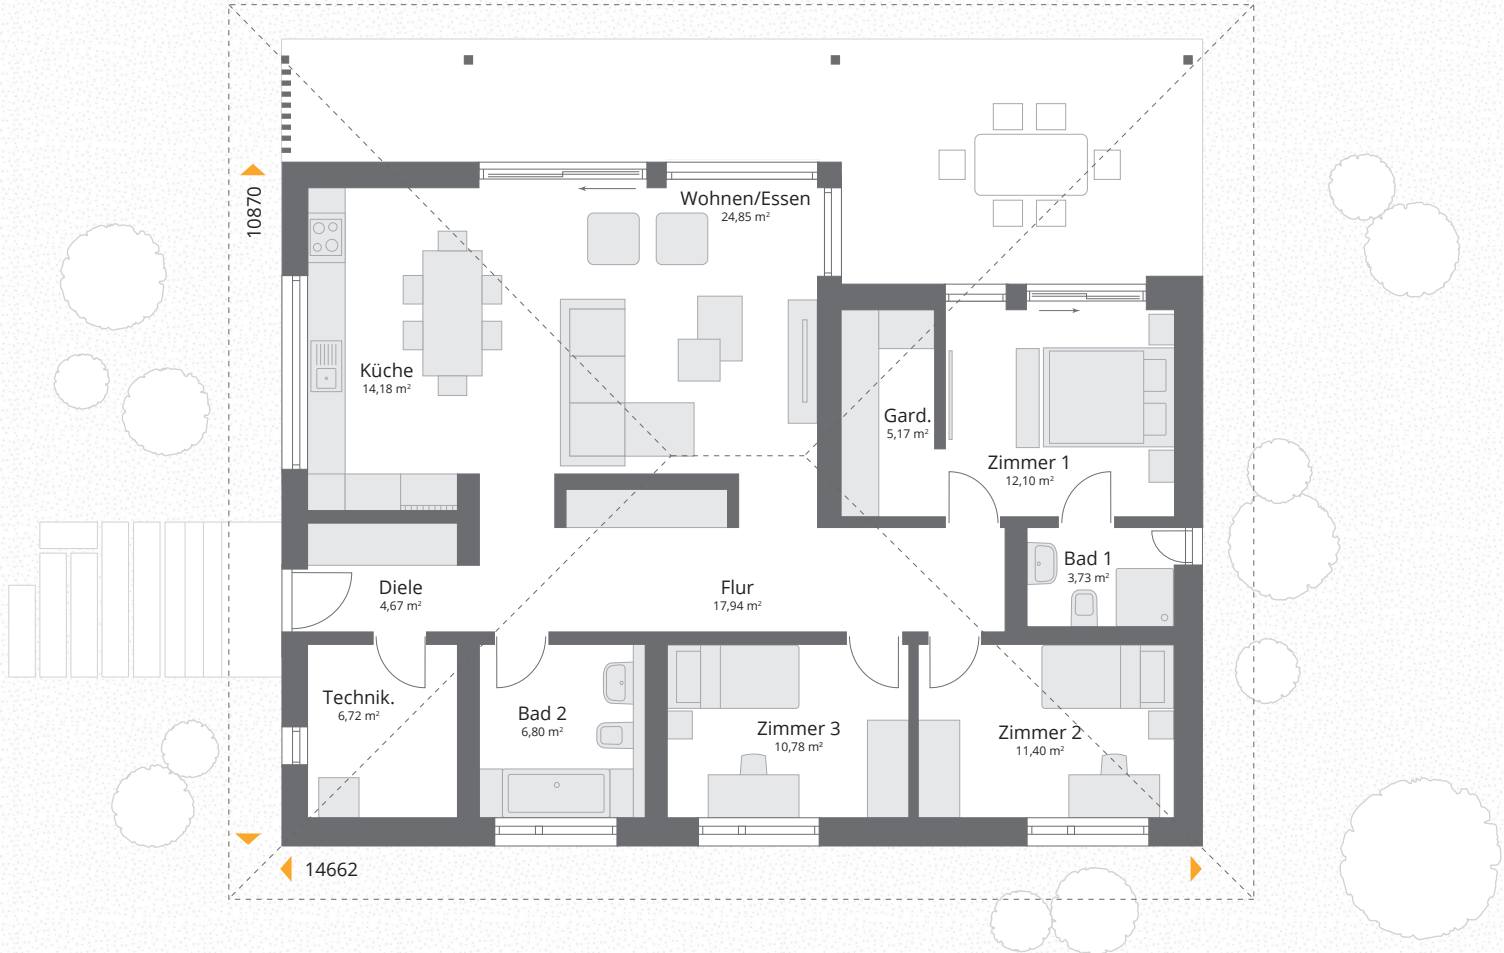 10870
Wohnen/Essen
24,85 m²
Küche
14,18 m²
Gard.
5,17 m²
Zimmer 1
12,10 m²
Bad 1
3,73 m²
Diele
4,67 m²
Flur
17,94 m²
Technik.
6,72 m²
Bad 2
6,80 m²
Zimmer 3
10,78 m²
Zimmer 2
11,40 m²
14662